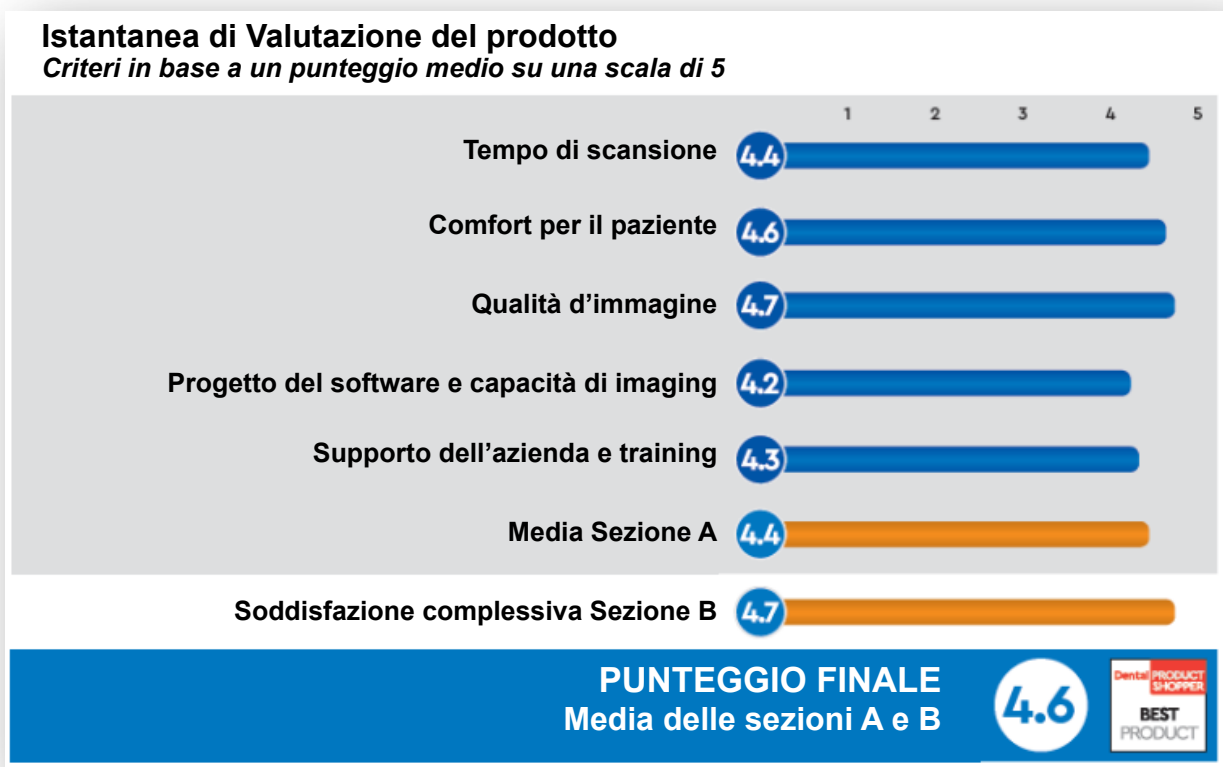 Istantanea di Valutazione del prodotto
Criteri in base a un punteggio medio su una scala di 5
1 2 3 4 5
Tempo di scansione 4.4
Comfort per il paziente 4.6
Qualità d’immagine 4.7
Progetto del software e capacità di imaging 4.2
Supporto dell’azienda e training 4.3
Media Sezione A 4.4
Soddisfazione complessiva Sezione B 4.7
PUNTEGGIO FINALE
Media delle sezioni A e B
4.6
Dental PRODUCT
SHOPPER
BEST
PRODUCT